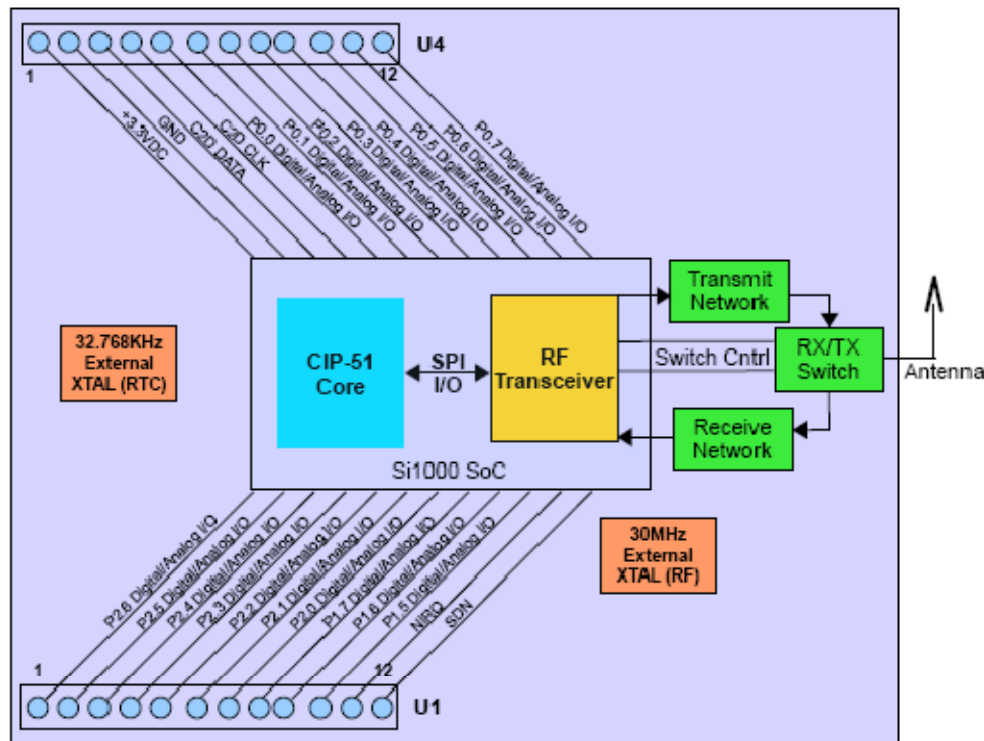 U4
1
12
+3.3VDC
GND
C2D DATA
C2D CLK
P0.0 Digital/Analog I/O
P0.1 Digital/Analog I/O
P0.2 Digital/Analog I/O
P0.3 Digital/Analog I/O
P0.4 Digital/Analog I/O
P0.5 Digital/Analog I/O
P0.6 Digital/Analog I/O
P0.7 Digital/Analog I/O
32.768KHz
External
XTAL (RTC)
CIP-51
Core
SPI
I/O
RF
Transceiver
Si1000 SoC
Transmit
Network
Switch Cntrl
RX/TX
Switch
Antenna
Receive
Network
30MHz
External
XTAL (RF)
P2.6 Digital/Analog I/O
P2.5 Digital/Analog I/O
P2.4 Digital/Analog I/O
P2.3 Digital/Analog I/O
P2.2 Digital/Analog I/O
P2.1 Digital/Analog I/O
P2.0 Digital/Analog I/O
P1.7 Digital/Analog I/O
P1.6 Digital/Analog I/O
P1.5 Digital/Analog I/O
NIRQ
SDN
1
12
U1